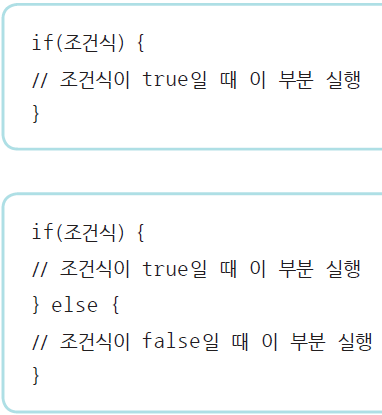 if(조건식) {
// 조건식이 true일 때 이 부분 실행
}
if(조건식) {
// 조건식이 true일 때 이 부분 실행
} else {
// 조건식이 false일 때 이 부분 실행
}